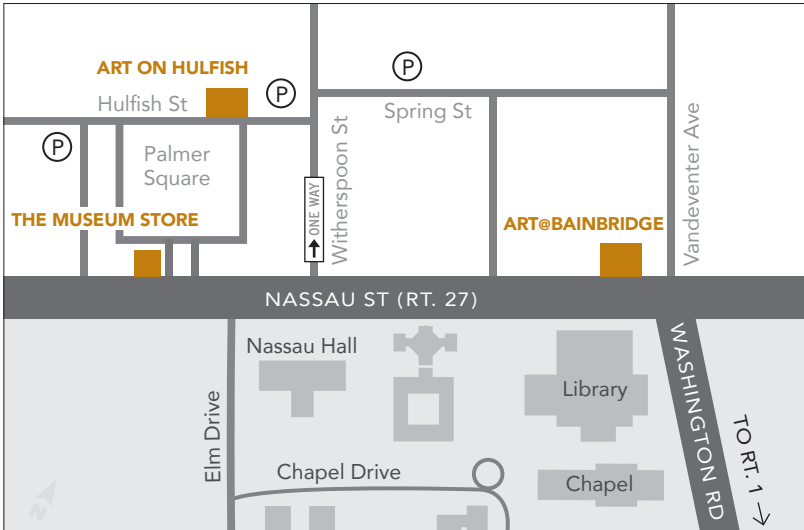 ART ON HULFISH
P
P
Hulfish St
Spring St
P
Palmer
Square
Witherspoon St
Vandeventer Ave
ONE WAY
THE MUSEUM STORE
ART@BAINBRIDGE
NASSAU ST (RT. 27)
Nassau Hall
Library
Elm Drive
WASHINGTON RD
TO RT. 1
Chapel Drive
Chapel
N